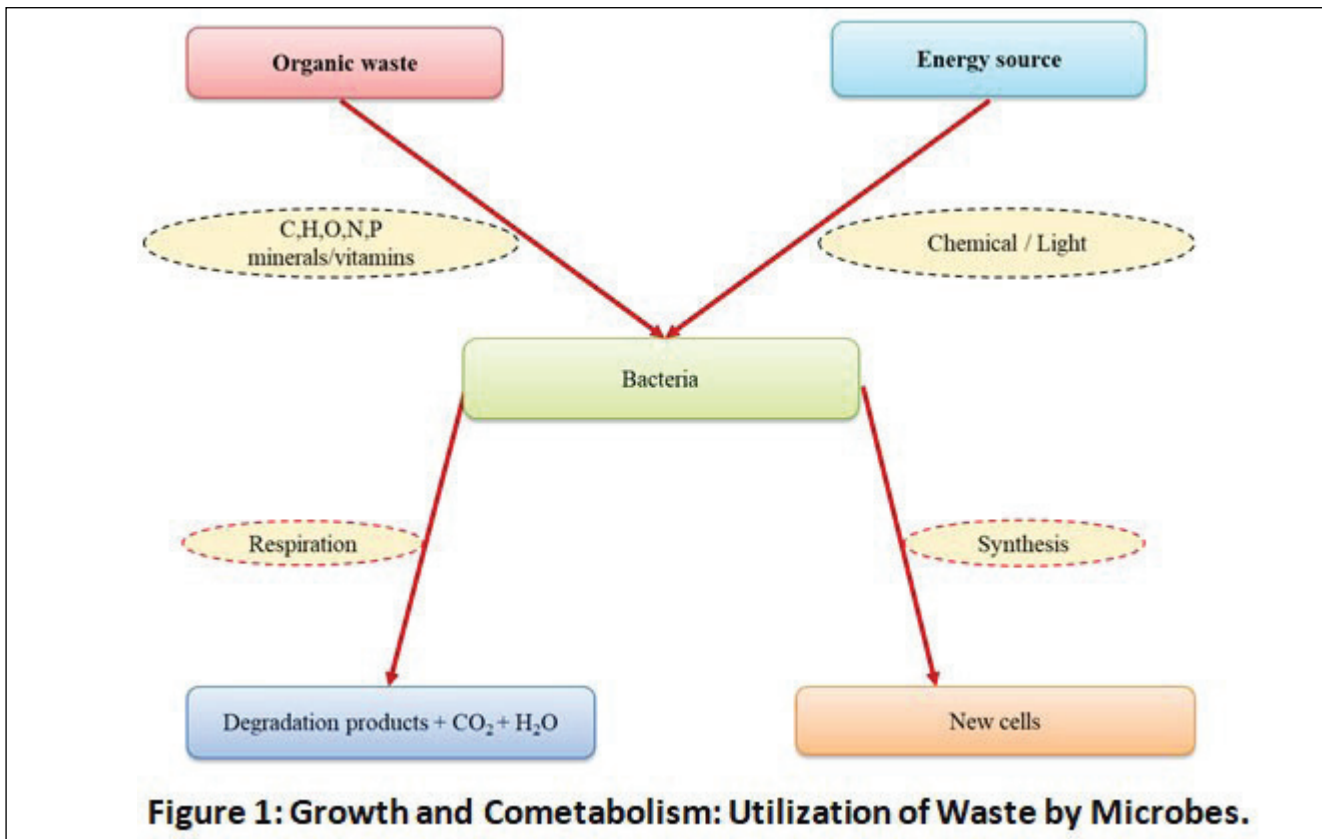 Organic waste
Energy source
C,H,O,N,P
minerals/vitamins
Chemical / Light
Bacteria
Respiration
Synthesis
Degradation products + CO₂ + H₂O
New cells
Figure 1: Growth and Cometabolism: Utilization of Waste by Microbes.